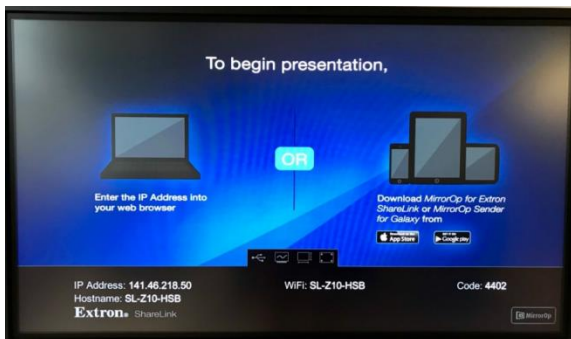 To begin presentation,
OR
Enter the IP Address into
your web browser
Download MirrorOp for Extron
ShareLink or MirrorOp Sender
for Galaxy from
App Store
Google play
IP Address: 141.46.218.50
WiFi: SL-Z10-HSB
Code: 4402
Hostname: SL-Z10-HSB
Extron® ShareLink
MirrorOp